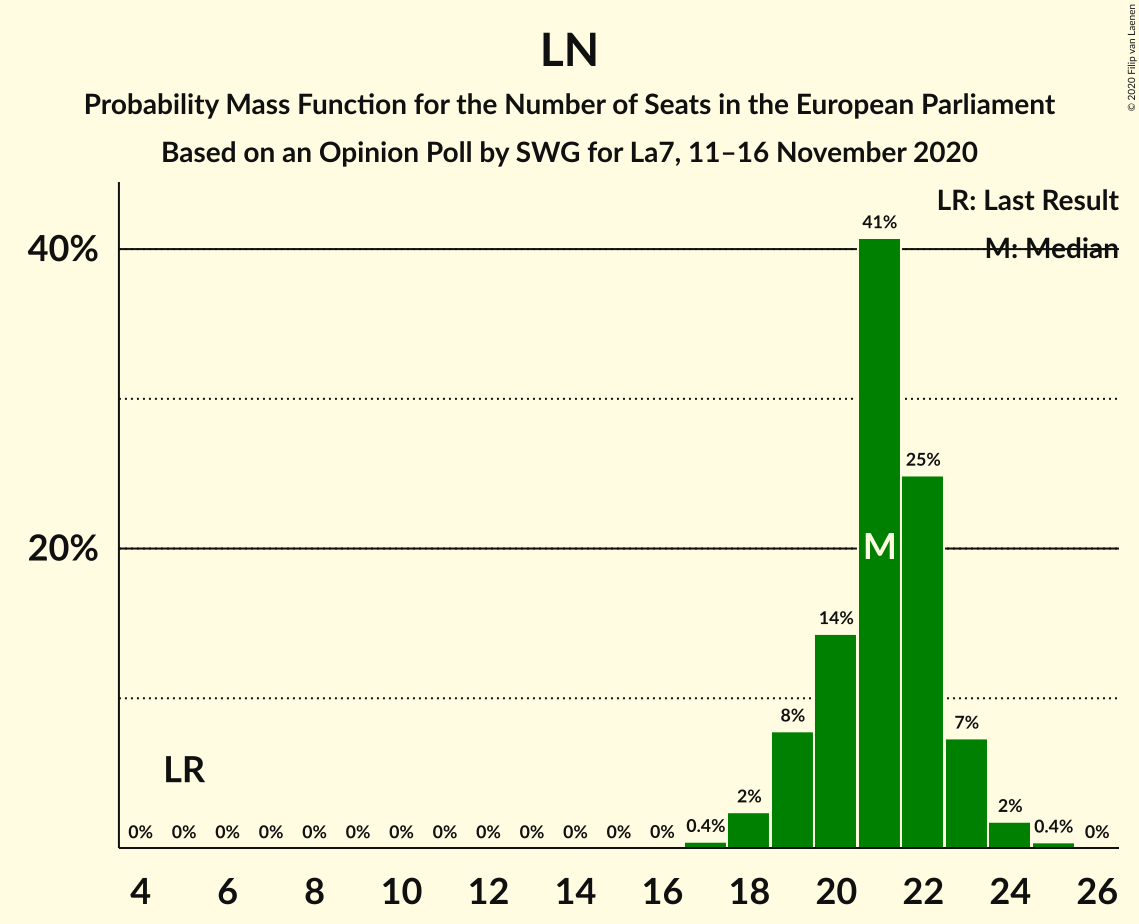 LN
Probability Mass Function for the Number of Seats in the European Parliament
Based on an Opinion Poll by SWG for La7, 11–16 November 2020
© 2020 Filip van Laenen
LR: Last Result
M: Median
40%
20%
41%
25%
M
14%
8%
7%
LR
2%
2%
0% 0% 0% 0% 0% 0% 0% 0% 0% 0% 0% 0% 0% 0.4% 0.4% 0%
4 6 8 10 12 14 16 18 20 22 24 26